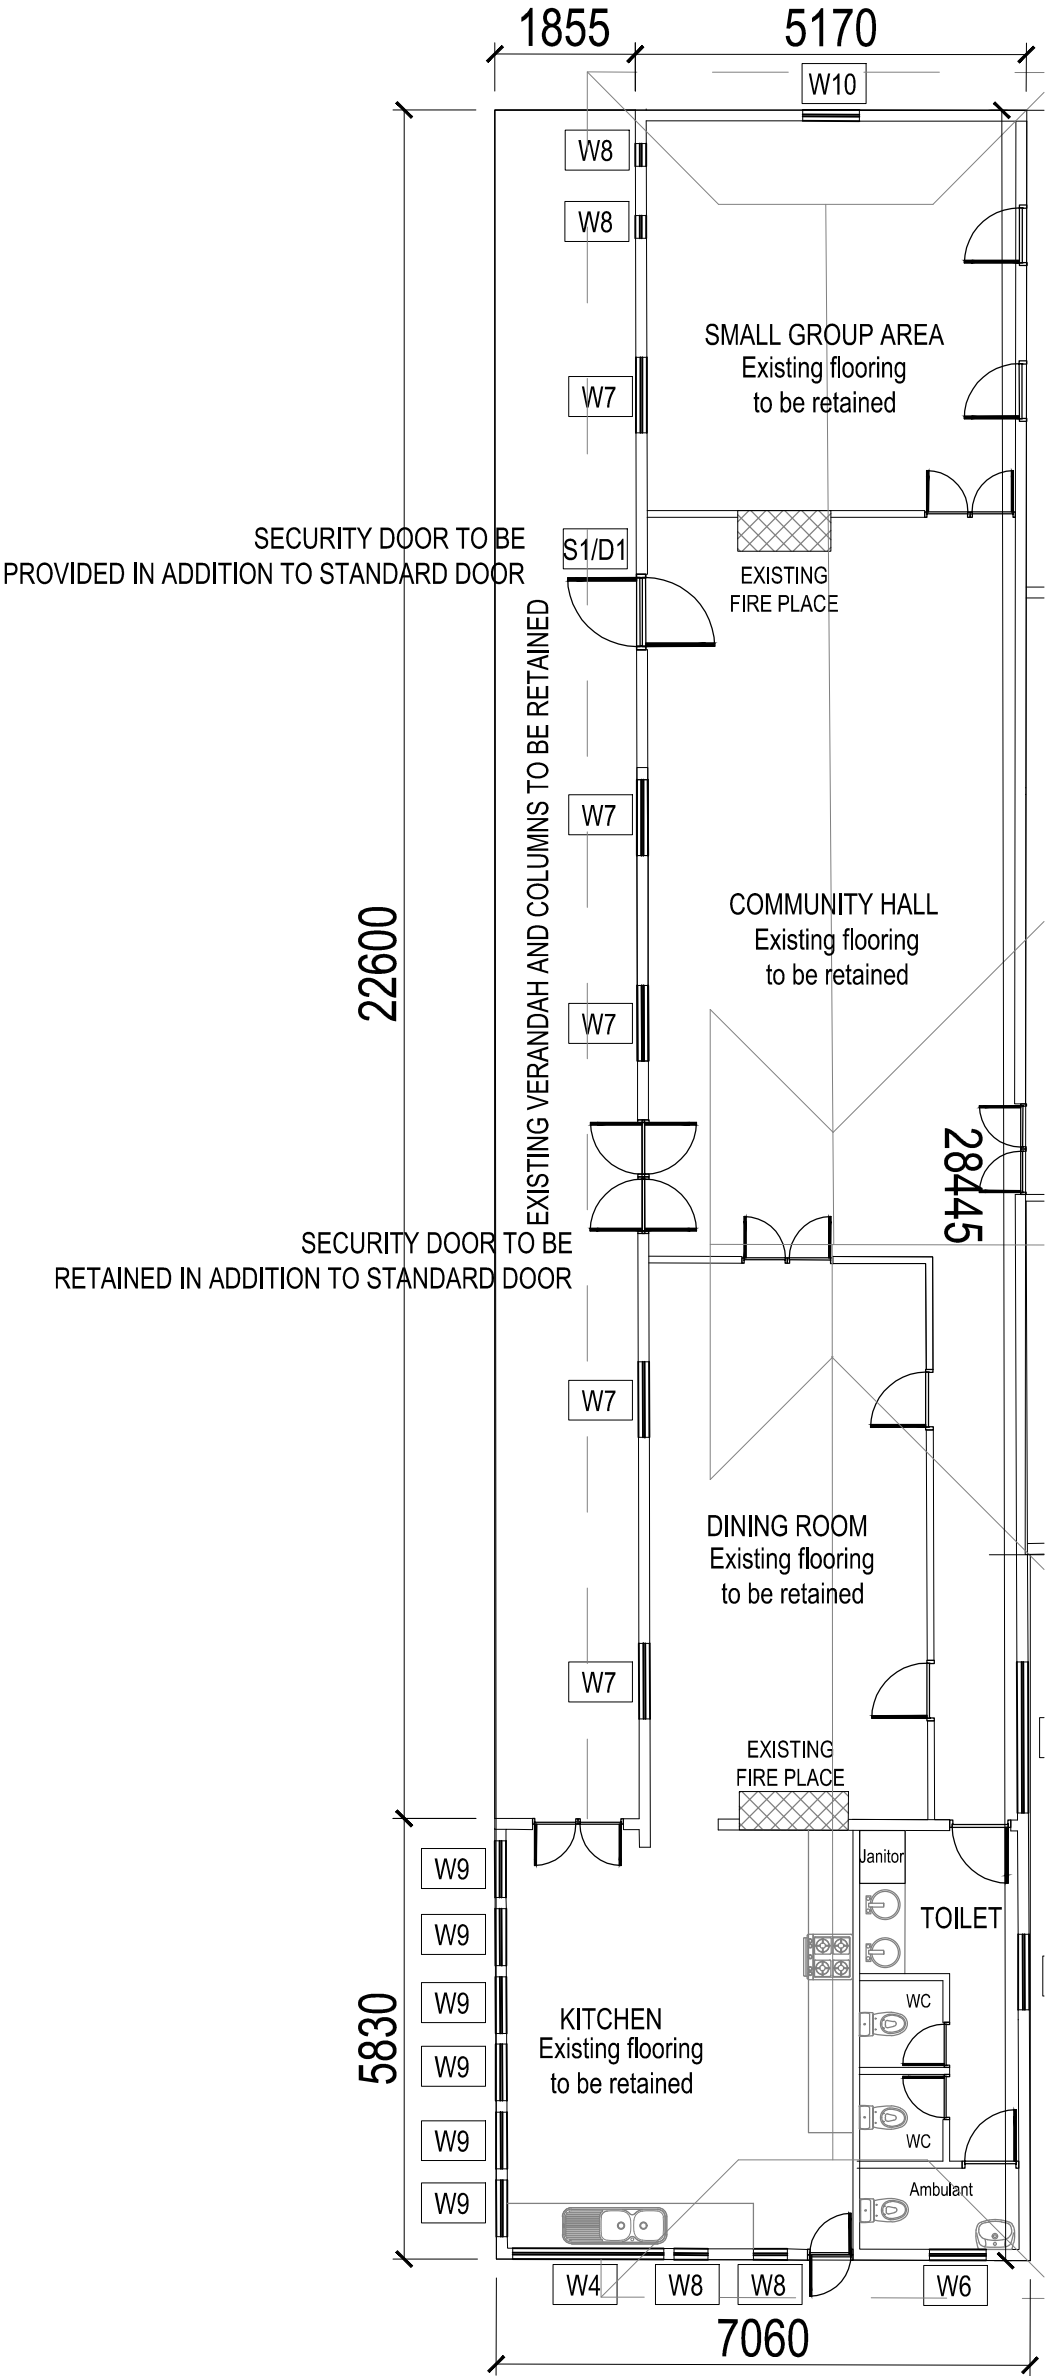 1855
5170
W10
W8
W8
SMALL GROUP AREA
Existing flooring
to be retained
W7
SECURITY DOOR TO BE
PROVIDED IN ADDITION TO STANDARD DOOR
S1/D1
EXISTING
FIRE PLACE
EXISTING VERANDAH AND COLUMNS TO BE RETAINED
W7
COMMUNITY HALL
Existing flooring
to be retained
22600
W7
28445
SECURITY DOOR TO BE
RETAINED IN ADDITION TO STANDARD DOOR
W7
DINING ROOM
Existing flooring
to be retained
W7
EXISTING
FIRE PLACE
W9
Janitor
TOILET
W9
W9
WC
KITCHEN
Existing flooring
to be retained
5830
W9
W9
WC
W9
Ambulant
W4
W8
W8
W6
7060